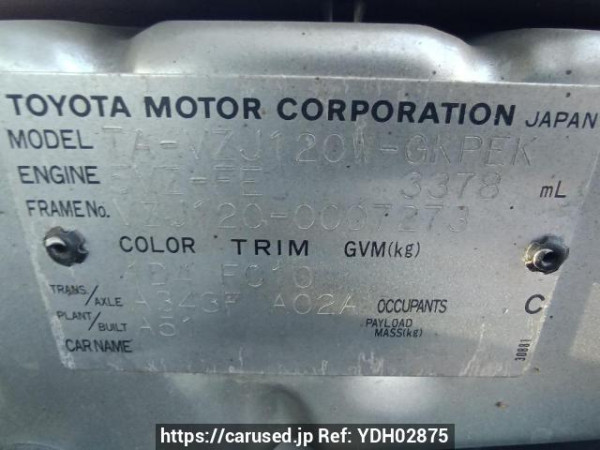 TOYOTA MOTOR CORPORATION JAPAN
MODEL TA-VZJ120W-GKPEK
ENGINE 5VZ-FE 3378 mL
FRAME No. VZJ120-0007273
COLOR TRIM GVM(kg)
FC10
TRANS./AXLE A343F A02A OCCUPANTS C
PLANT/BUILT PAYLOAD MASS(kg)
CAR NAME 30881
https://carused.jp Ref: YDH02875